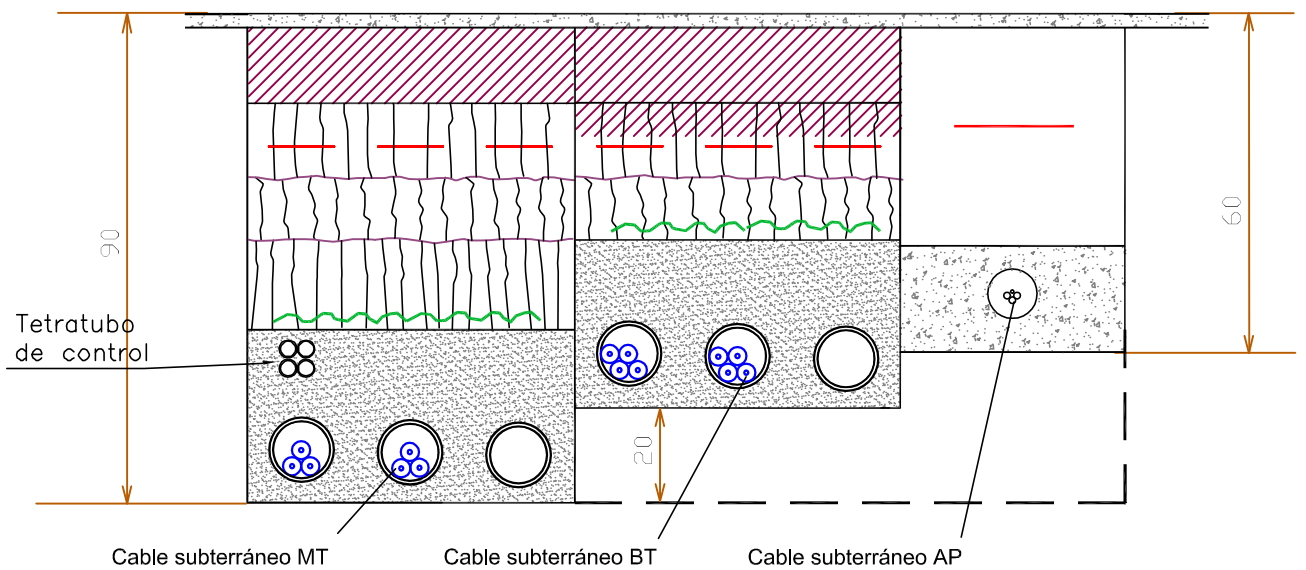 90
60
Tetratubo
de control
20
Cable subterráneo MT
Cable subterráneo BT
Cable subterráneo AP